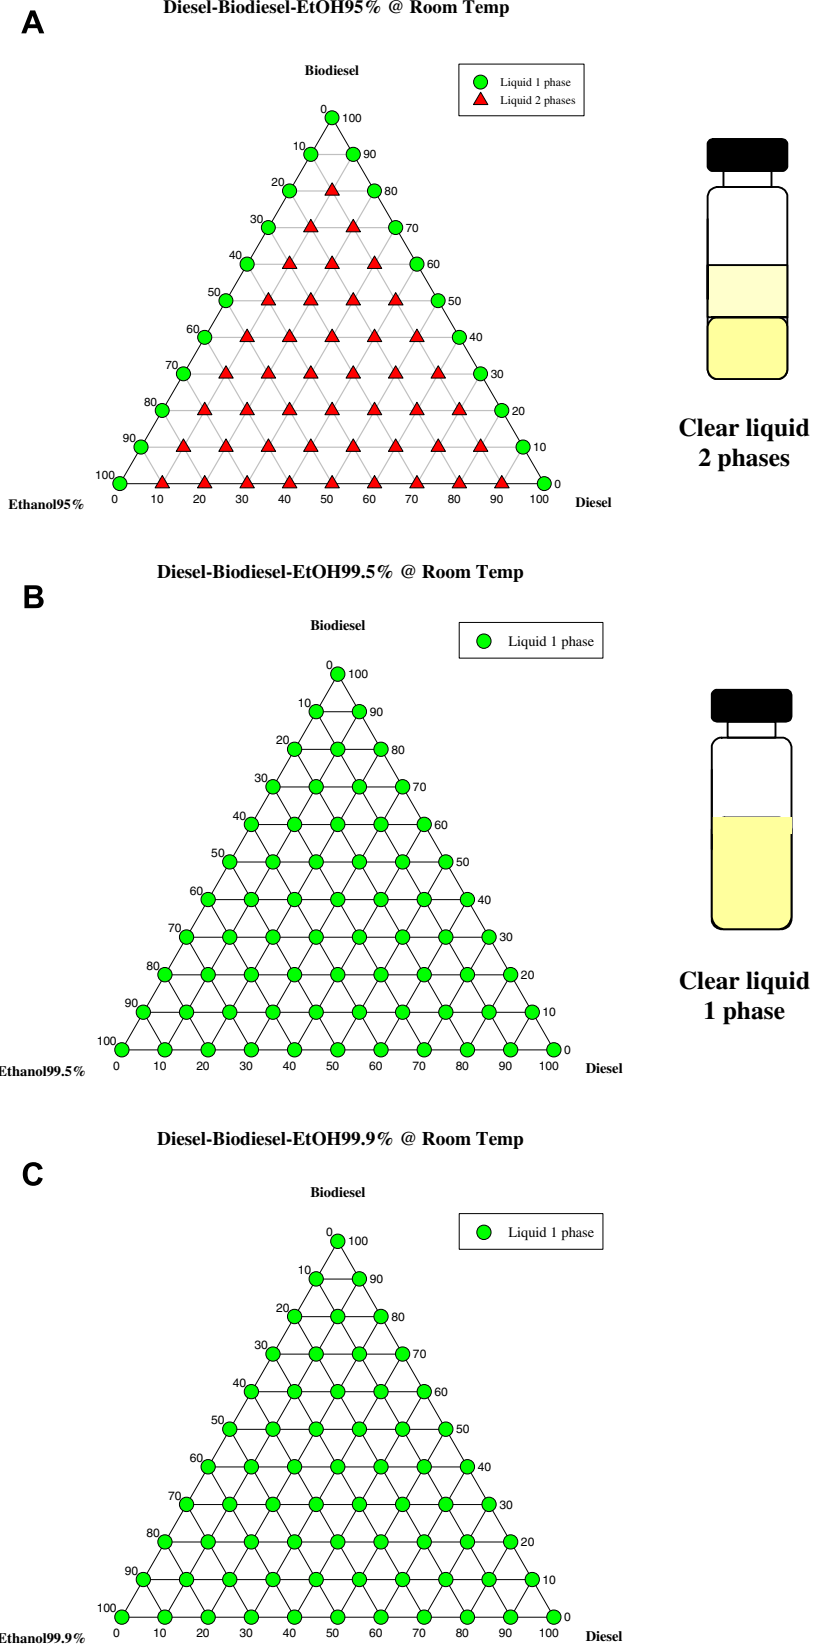 Diesel-Biodiesel-EtOH95% @ Room Temp
A
Biodiesel
Liquid 1 phase
Liquid 2 phases
0 100
10 90
20 80
30 70
40 60
50 50
60 40
70 30
80 20
90 10
100 0
0 10 20 30 40 50 60 70 80 90 100
Ethanol95% Diesel
Clear liquid
2 phases
Diesel-Biodiesel-EtOH99.5% @ Room Temp
B
Biodiesel
Liquid 1 phase
0 100
10 90
20 80
30 70
40 60
50 50
60 40
70 30
80 20
90 10
100 0
0 10 20 30 40 50 60 70 80 90 100
Ethanol99.5% Diesel
Clear liquid
1 phase
Diesel-Biodiesel-EtOH99.9% @ Room Temp
C
Biodiesel
Liquid 1 phase
0 100
10 90
20 80
30 70
40 60
50 50
60 40
70 30
80 20
90 10
100 0
0 10 20 30 40 50 60 70 80 90 100
Ethanol99.9% Diesel